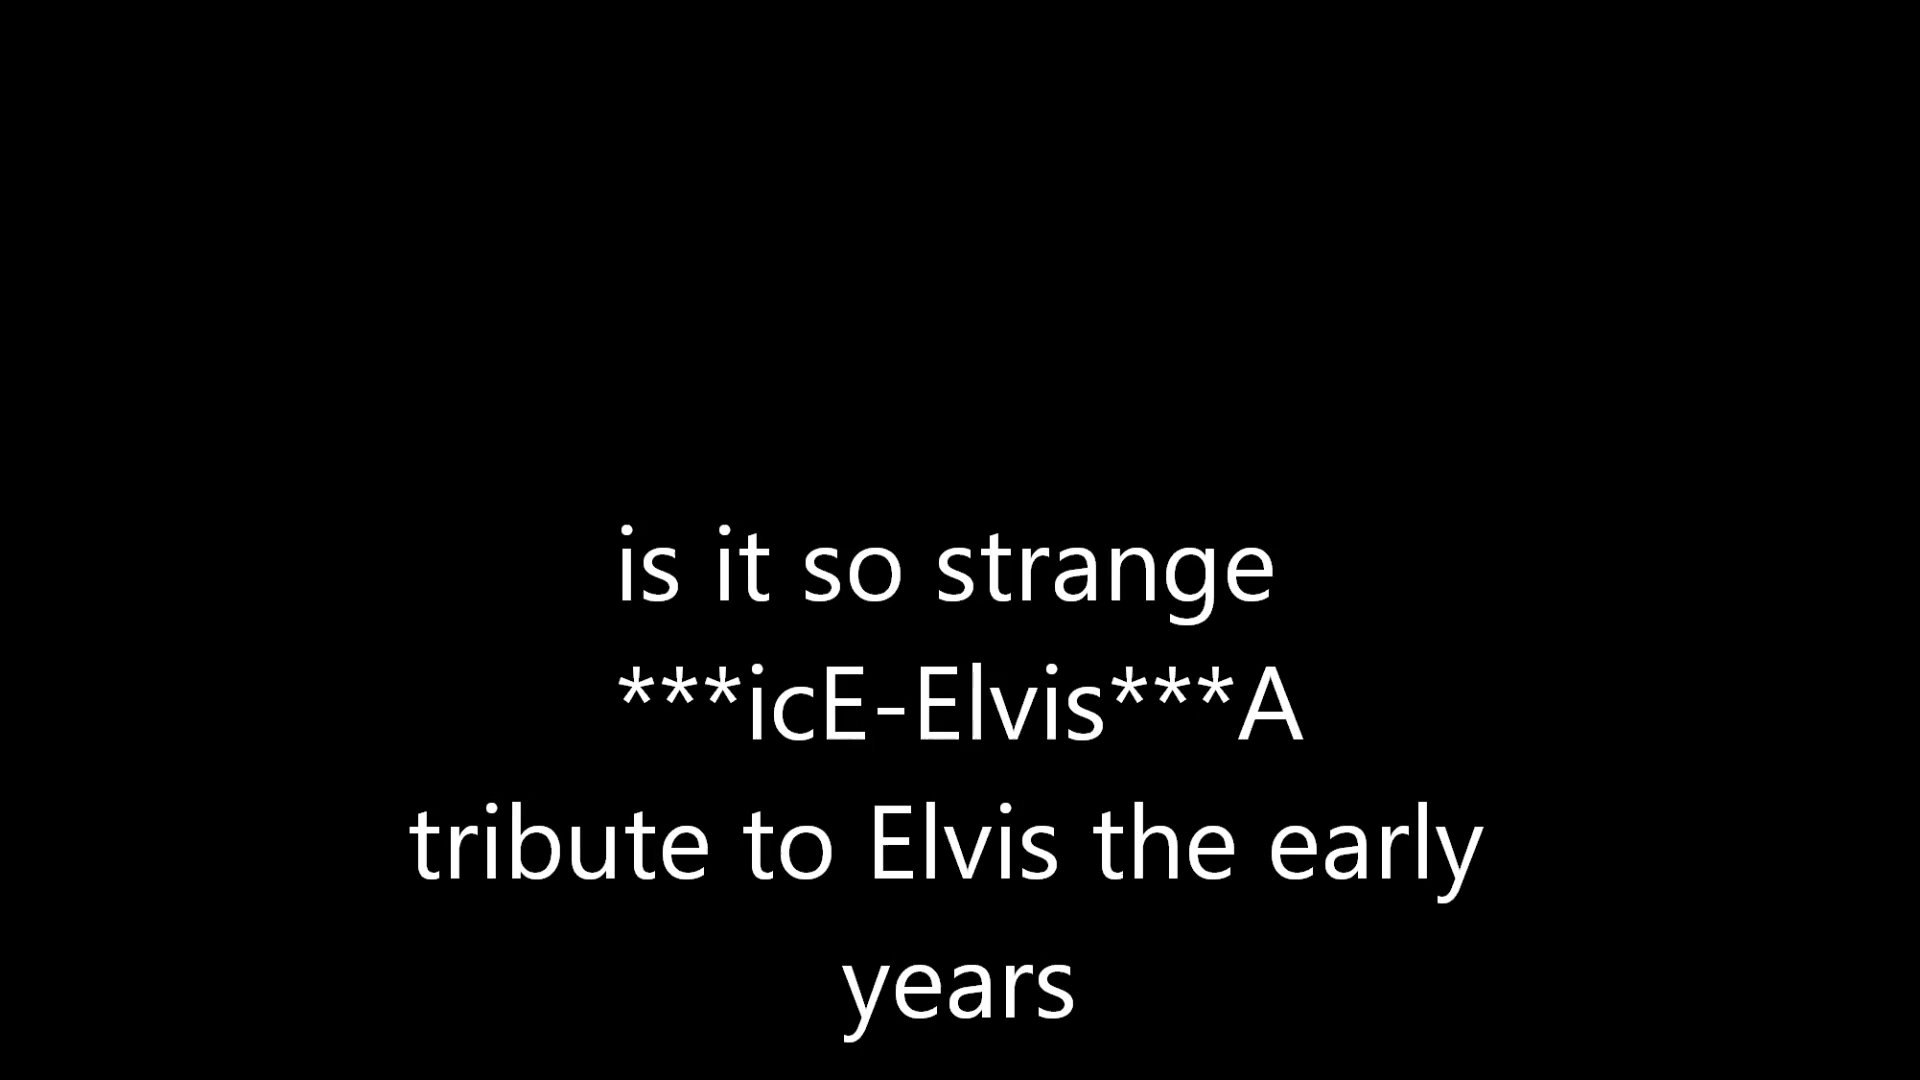 is it so strange
***icE-Elvis***A
tribute to Elvis the early
years